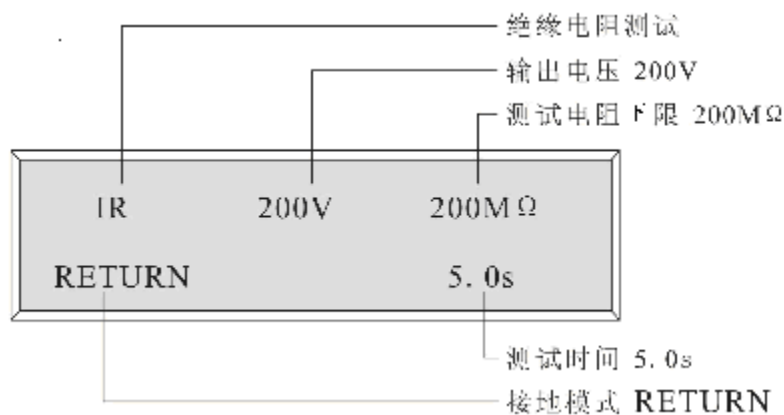 绝缘电阻测试
输出电压 200V
测试电阻下限 200MΩ
IR 200V 200MΩ
RETURN 5.0s
测试时间 5.0s
接地模式 RETURN